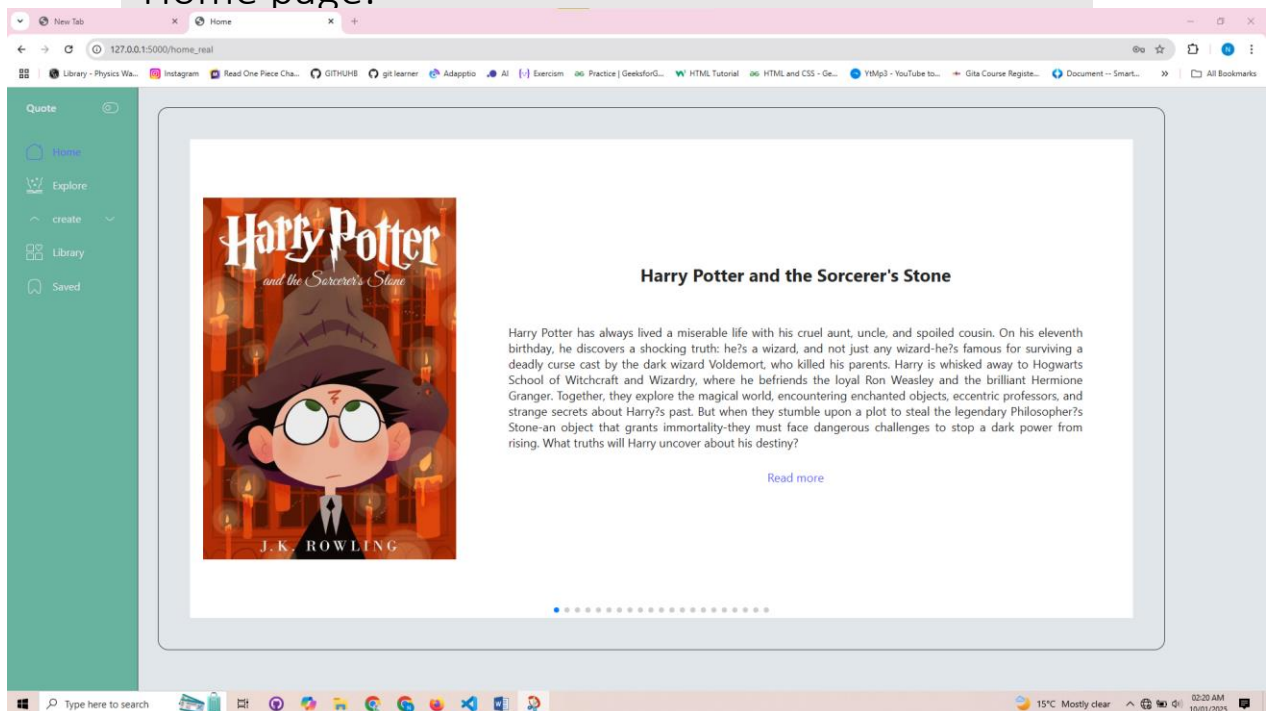 Home page:
New Tab
Home
127.0.0.1:5000/home_real
Library - Physics Wa...
Instagram
Read One Piece Cha...
GITHUHB
git learner
Adapptio
AI
Exercism
Practice | GeeksforG...
HTML Tutorial
HTML and CSS - Ge...
YtMp3 - YouTube to...
Gita Course Registe...
Document -- Smart...
All Bookmarks
Quote
Home
Explore
create
Library
Saved
Harry Potter
and the Sorcerer's Stone
J.K. ROWLING
Harry Potter and the Sorcerer's Stone
Harry Potter has always lived a miserable life with his cruel aunt, uncle, and spoiled cousin. On his eleventh
birthday, he discovers a shocking truth: he?s a wizard, and not just any wizard-he?s famous for surviving a
deadly curse cast by the dark wizard Voldemort, who killed his parents. Harry is whisked away to Hogwarts
School of Witchcraft and Wizardry, where he befriends the loyal Ron Weasley and the brilliant Hermione
Granger. Together, they explore the magical world, encountering enchanted objects, eccentric professors, and
strange secrets about Harry?s past. But when they stumble upon a plot to steal the legendary Philosopher?s
Stone-an object that grants immortality-they must face dangerous challenges to stop a dark power from
rising. What truths will Harry uncover about his destiny?
Read more
Type here to search
15°C Mostly clear
02:20 AM
10/01/2025